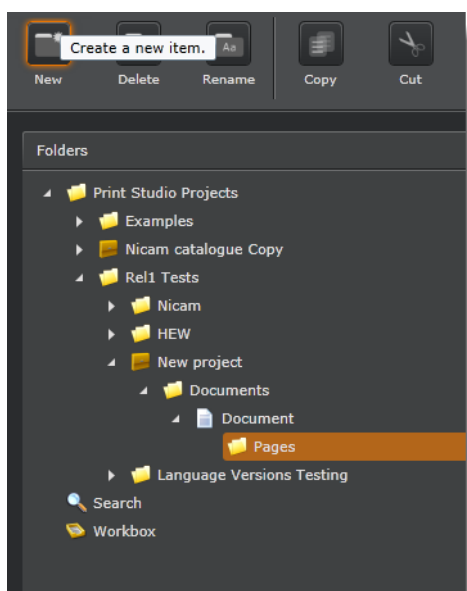 Create a new item.
Aa
New Delete Rename Copy Cut
Folders
Print Studio Projects
Examples
Nicam catalogue Copy
Rel1 Tests
Nicam
HEW
New project
Documents
Document
Pages
Language Versions Testing
Search
Workbox